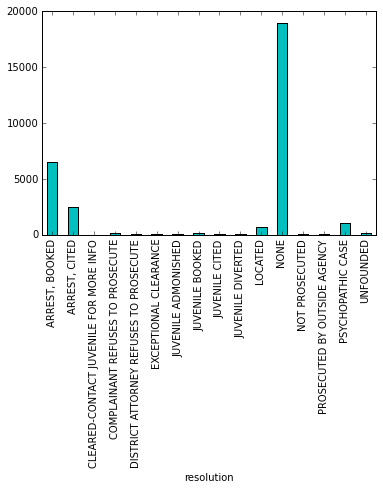 20000
15000
10000
5000
0
ARREST, BOOKED
ARREST, CITED
CLEARED-CONTACT JUVENILE FOR MORE INFO
COMPLAINANT REFUSES TO PROSECUTE
DISTRICT ATTORNEY REFUSES TO PROSECUTE
EXCEPTIONAL CLEARANCE
JUVENILE ADMONISHED
JUVENILE BOOKED
JUVENILE CITED
JUVENILE DIVERTED
LOCATED
NONE
NOT PROSECUTED
PROSECUTED BY OUTSIDE AGENCY
PSYCHOPATHIC CASE
UNFOUNDED
resolution